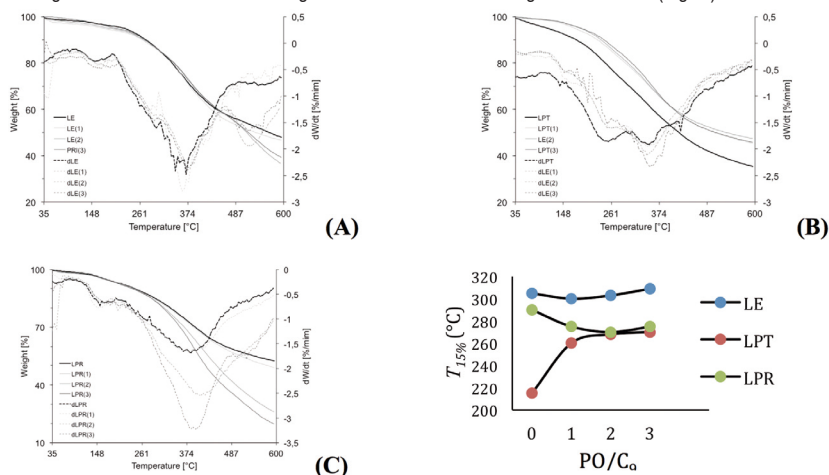 100
80
60
40
20
Weight [%]
0,5
0
-0,5
-1
-1,5
-2
-2,5
-3
dW/dt [%/mim]
LE
LE(1)
LE(2)
PRI(3)
dLE
dLE(1)
dLE(2)
dLE(3)
35 148 261 374 487 600
Temperature [°C]
(A)
100
80
60
40
20
Weight [%]
0,5
0
-0,5
-1
-1,5
-2
-2,5
-3
dW/dt [%/mim]
LPT
LPT(1)
LE(2)
LPT(3)
dLPT
dLE(1)
dLE(2)
dLE(3)
35 148 261 374 487 600
Temperature [°C]
(B)
100
70
40
10
Weight [%]
0
-0,5
-1
-1,5
-2
-2,5
-3
-3,5
dW/dt [%/mim]
LPR
LPR(1)
LPR(2)
LPR(3)
dLPR
dLPR(1)
dLPR(2)
dLPR(3)
35 148 261 374 487 600
Temperature [°C]
(C)
320
300
280
260
240
220
200
T15% (°C)
0 1 2 3
PO/C9
LE
LPT
LPR